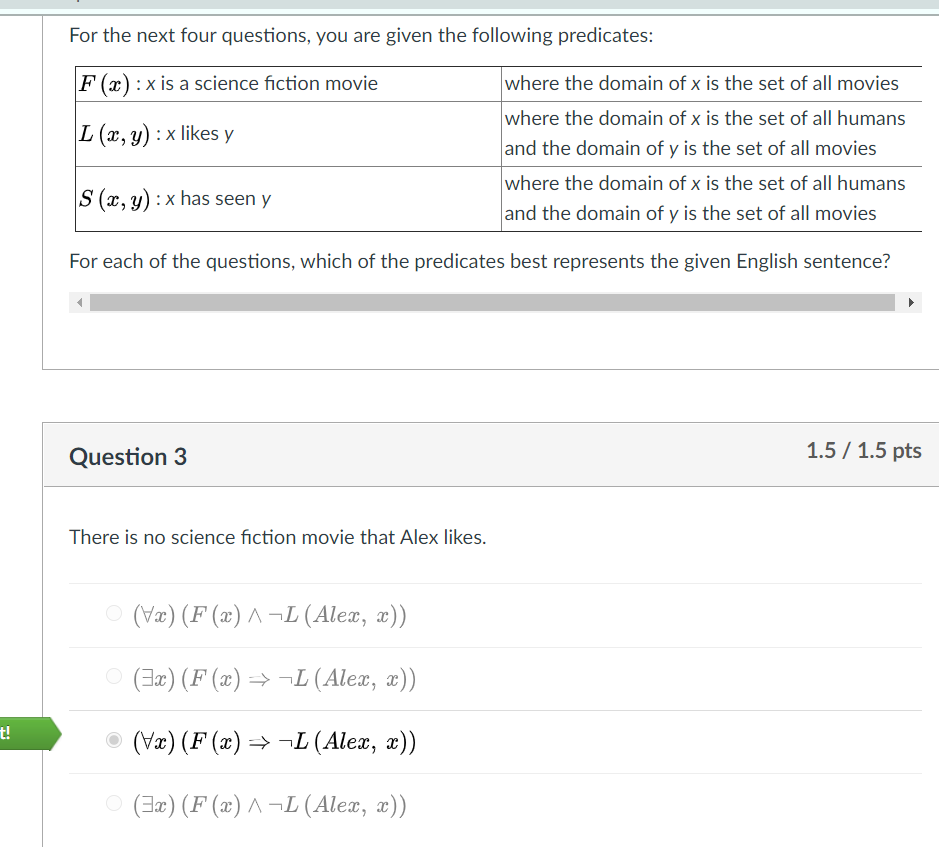 For the next four questions, you are given the following predicates:
F (x) : x is a science fiction movie where the domain of x is the set of all movies
L (x, y) : x likes y where the domain of x is the set of all humans
and the domain of y is the set of all movies
S (x, y) : x has seen y where the domain of x is the set of all humans
and the domain of y is the set of all movies
For each of the questions, which of the predicates best represents the given English sentence?
Question 3 1.5 / 1.5 pts
There is no science fiction movie that Alex likes.
(∀x) (F (x) ∧ ¬L (Alex, x))
(∃x) (F (x) ⇒ ¬L (Alex, x))
t! (∀x) (F (x) ⇒ ¬L (Alex, x))
(∃x) (F (x) ∧ ¬L (Alex, x))